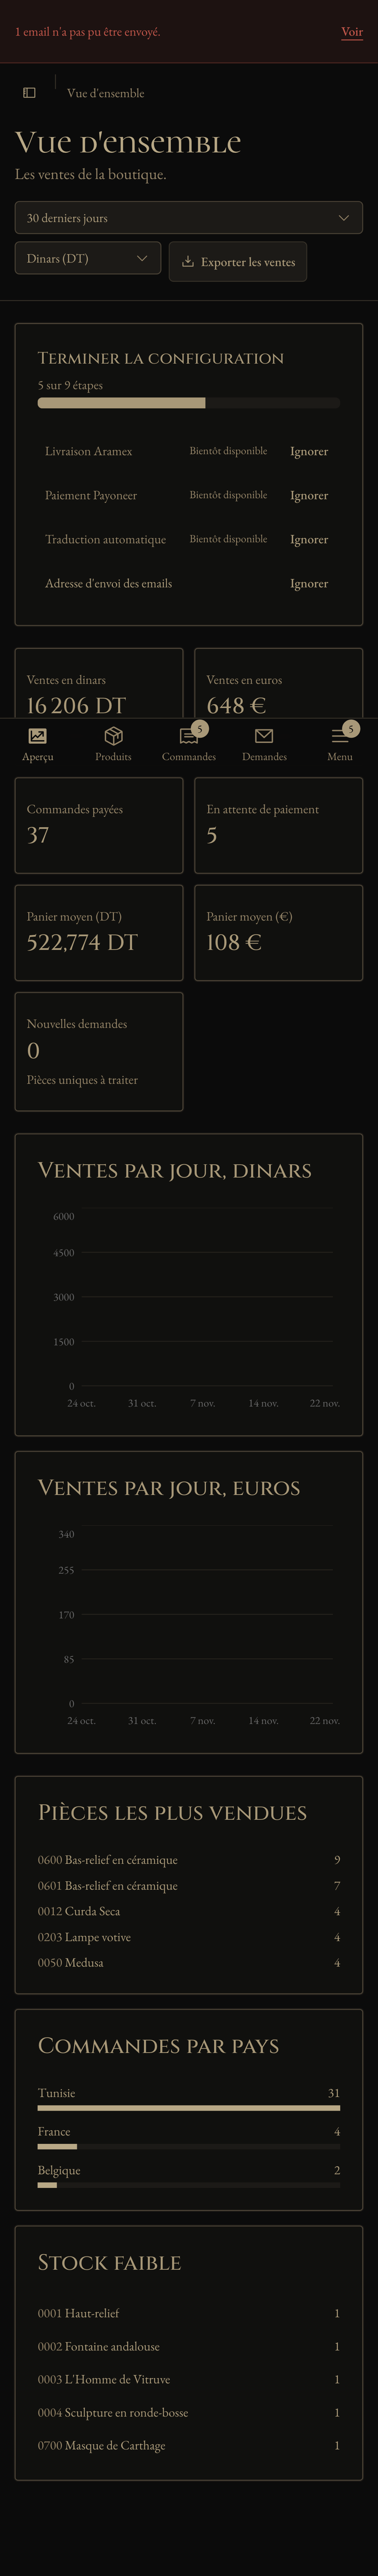 1 email n'a pas pu être envoyé.
Voir
Vue d'ensemble
Vue d'ensemble
Les ventes de la boutique.
30 derniers jours
Dinars (DT)
Exporter les ventes
Terminer la configuration
5 sur 9 étapes
Livraison Aramex
Bientôt disponible
Ignorer
Paiement Payoneer
Bientôt disponible
Ignorer
Traduction automatique
Bientôt disponible
Ignorer
Adresse d'envoi des emails
Ignorer
Ventes en dinars
16 206 DT
Ventes en euros
648 €
Aperçu
Produits
5
Commandes
Demandes
5
Menu
Commandes payées
37
En attente de paiement
5
Panier moyen (DT)
522,774 DT
Panier moyen (€)
108 €
Nouvelles demandes
0
Pièces uniques à traiter
Ventes par jour, dinars
6000
4500
3000
1500
0
24 oct.
31 oct.
7 nov.
14 nov.
22 nov.
Ventes par jour, euros
340
255
170
85
0
24 oct.
31 oct.
7 nov.
14 nov.
22 nov.
Pièces les plus vendues
0600 Bas-relief en céramique
9
0601 Bas-relief en céramique
7
0012 Curda Seca
4
0203 Lampe votive
4
0050 Medusa
4
Commandes par pays
Tunisie
31
France
4
Belgique
2
Stock faible
0001 Haut-relief
1
0002 Fontaine andalouse
1
0003 L'Homme de Vitruve
1
0004 Sculpture en ronde-bosse
1
0700 Masque de Carthage
1